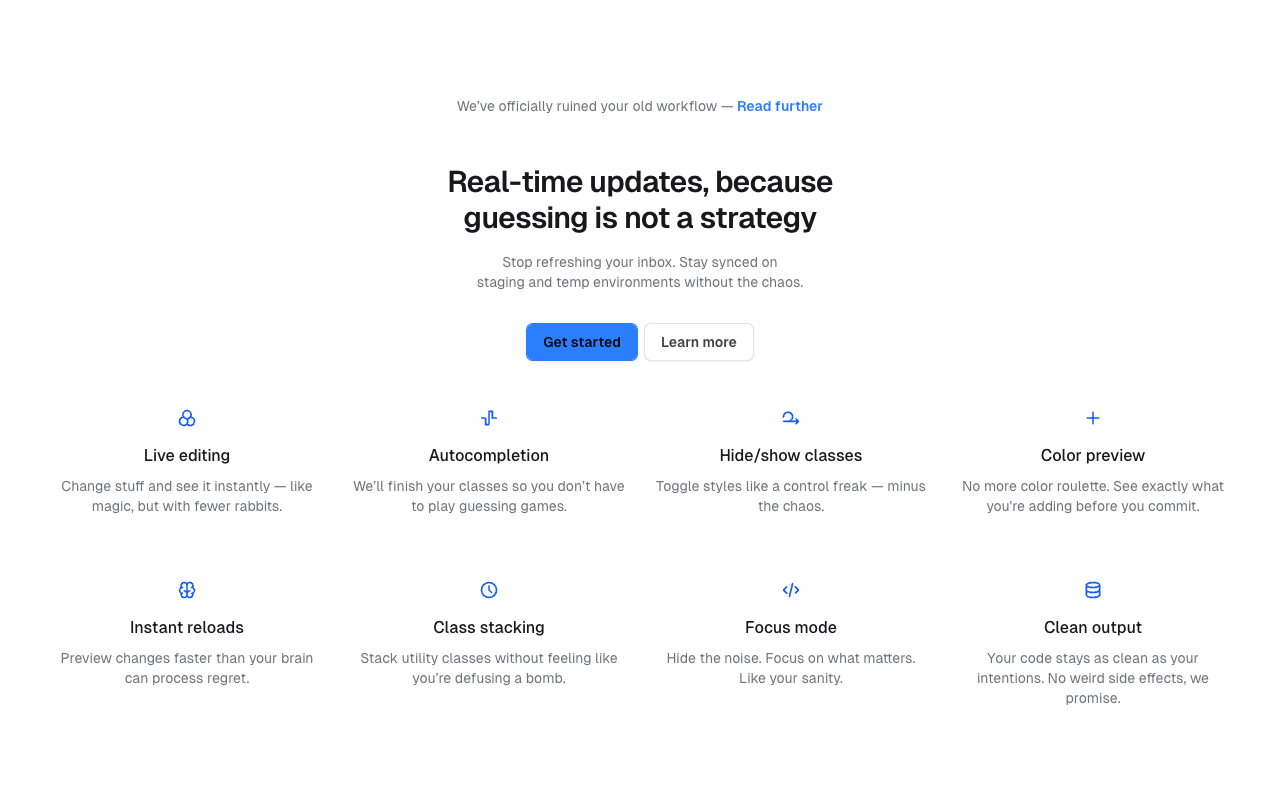 We've officially ruined your old workflow — Read further
Real-time updates, because
guessing is not a strategy
Stop refreshing your inbox. Stay synced on
staging and temp environments without the chaos.
Get started
Learn more
Live editing
Change stuff and see it instantly — like
magic, but with fewer rabbits.
Autocompletion
We'll finish your classes so you don't have
to play guessing games.
Hide/show classes
Toggle styles like a control freak — minus
the chaos.
Color preview
No more color roulette. See exactly what
you're adding before you commit.
Instant reloads
Preview changes faster than your brain
can process regret.
Class stacking
Stack utility classes without feeling like
you're defusing a bomb.
Focus mode
Hide the noise. Focus on what matters.
Like your sanity.
Clean output
Your code stays as clean as your
intentions. No weird side effects, we
promise.